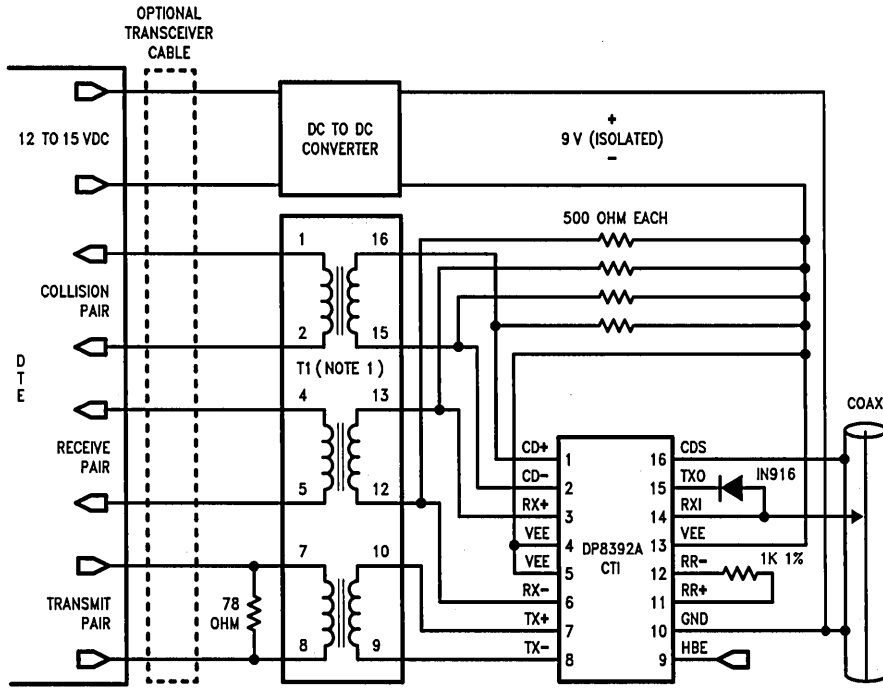 OPTIONAL
TRANSCEIVER
CABLE
12 TO 15 VDC
DC TO DC
CONVERTER
+
9 V (ISOLATED)
−
500 OHM EACH
1
16
COLLISION
PAIR
2
15
T1 (NOTE 1)
D
T
E
4
13
RECEIVE
PAIR
5
12
7
10
TRANSMIT
PAIR
78
OHM
8
9
COAX
CD+
1
16
CDS
CD−
2
15
TXO
IN916
RX+
3
14
RXI
VEE
4
13
VEE
DP8392A
CTI
VEE
5
12
RR−
1K 1%
RX−
6
11
RR+
TX+
7
10
GND
TX−
8
9
HBE